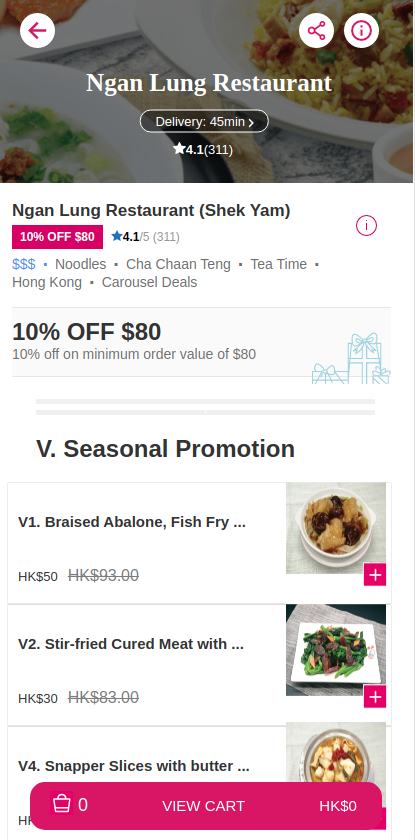 Ngan Lung Restaurant
Delivery: 45min
4.1(311)
Ngan Lung Restaurant (Shek Yam)
10% OFF $80 4.1/5 (311)
$$$ • Noodles • Cha Chaan Teng • Tea Time •
Hong Kong • Carousel Deals
10% OFF $80
10% off on minimum order value of $80
V. Seasonal Promotion
V1. Braised Abalone, Fish Fry ...
HK$50 HK$93.00
V2. Stir-fried Cured Meat with ...
HK$30 HK$83.00
V4. Snapper Slices with butter ...
0 VIEW CART HK$0